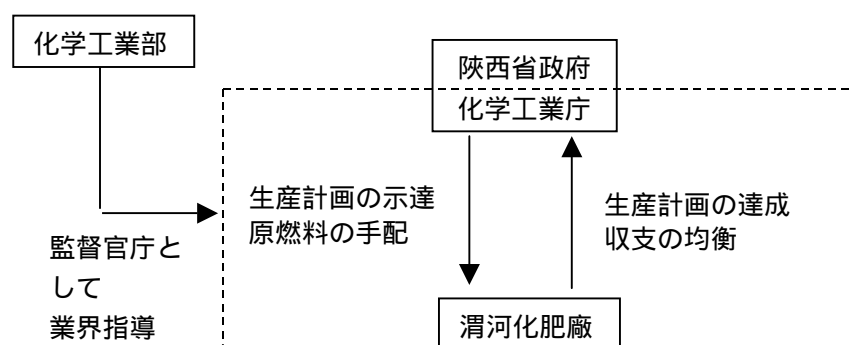 化学工業部
陝西省政府
化学工業庁
生産計画の示達
原燃料の手配
生産計画の達成
収支の均衡
監督官庁と
して
業界指導
渭河化肥廠